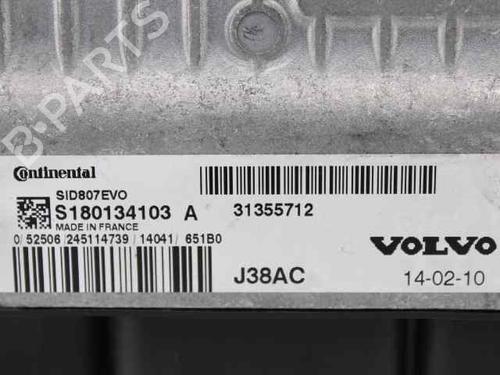 B-PARTS
Continental
SID807EVO
S180134103 A
MADE IN FRANCE
0/52506/245114739/14041/651B0
31355712
VOLVO
J38AC
14-02-10